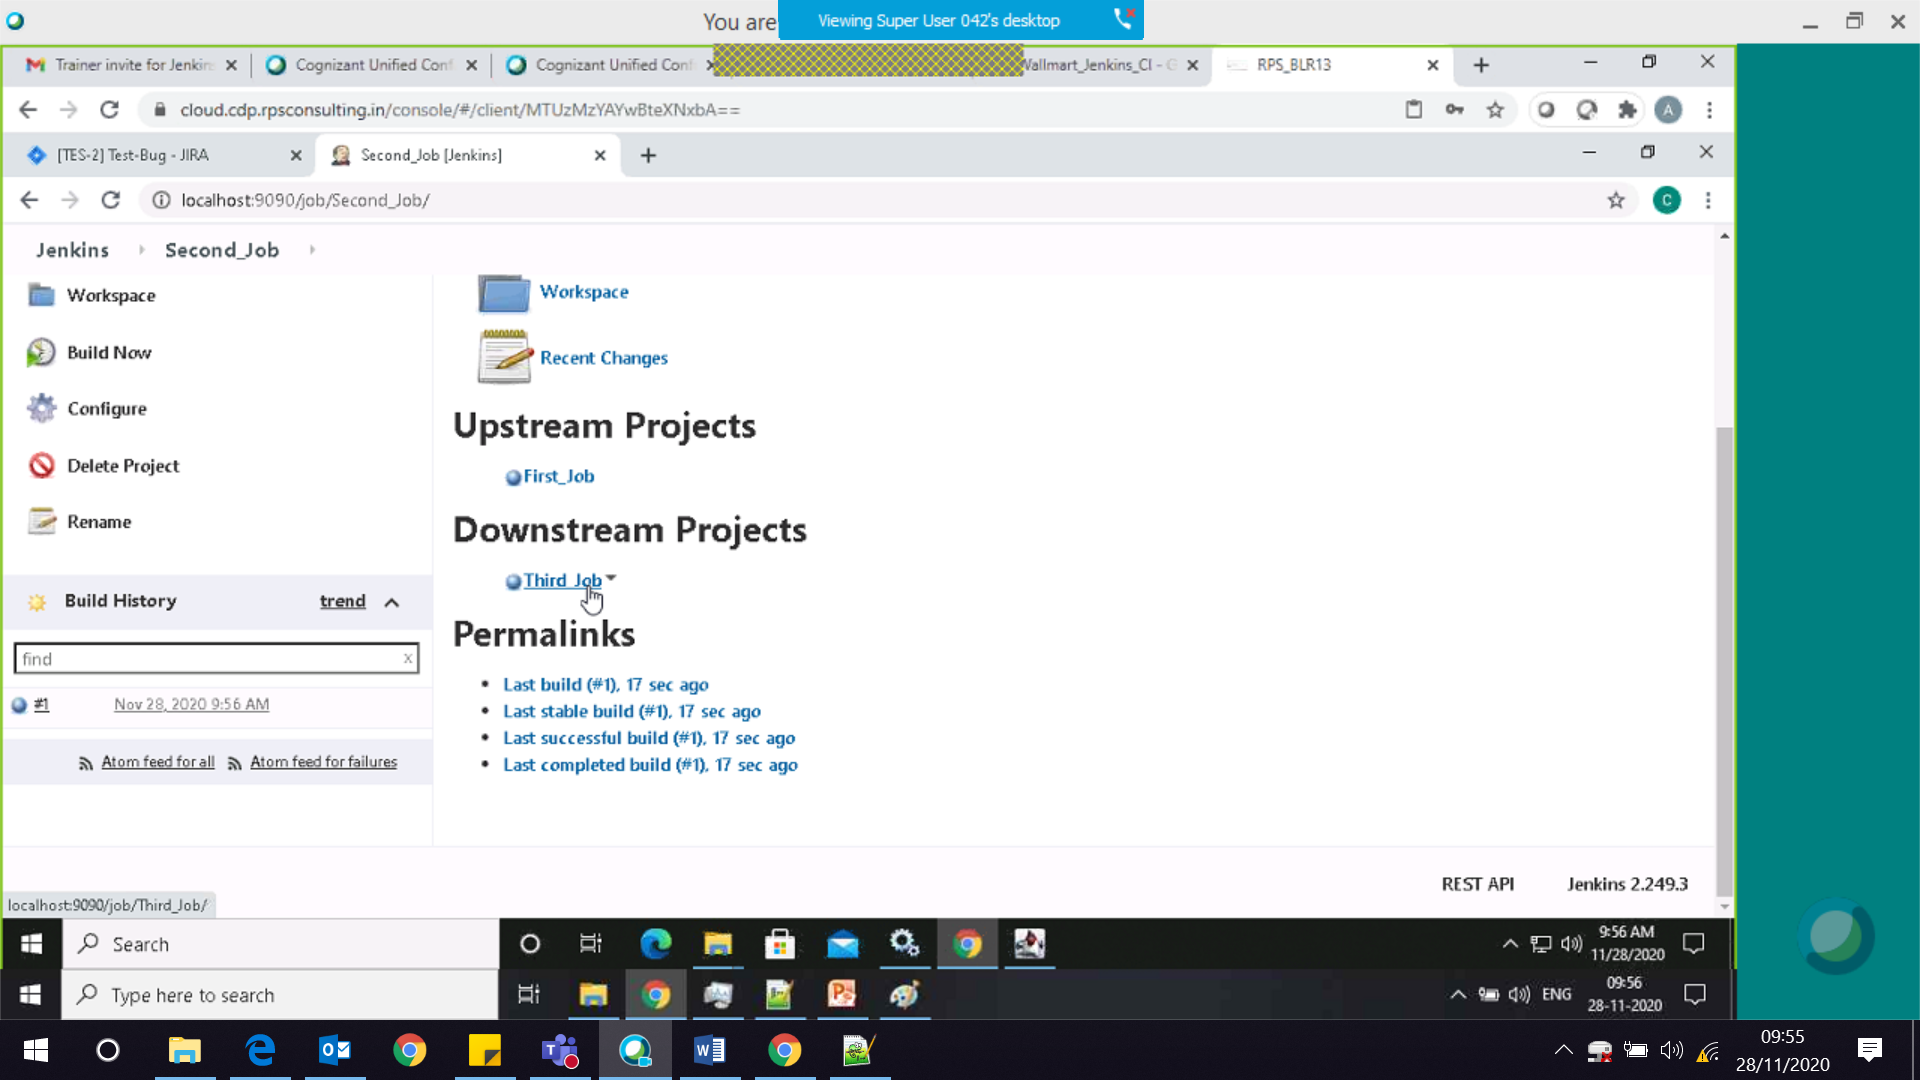 You are
Viewing Super User 042's desktop
Trainer invite for Jenkin
Cognizant Unified Conf
Cognizant Unified Con
Wallmart_Jenkins_CI - G
RPS_BLR13
cloud.cdp.rpsconsulting.in/console/#/client/MTUzMzYAYwBteXNxbA==
A
[TES-2] Test-Bug - JIRA
Second_Job [Jenkins]
localhost:9090/job/Second_Job/
C
Jenkins
Second_Job
Workspace
Build Now
Configure
Delete Project
Rename
Build History
trend
find
x
#1
Nov 28, 2020 9:56 AM
Atom feed for all
Atom feed for failures
Workspace
Recent Changes
Upstream Projects
First_Job
Downstream Projects
Third_Job
Permalinks
• Last build (#1), 17 sec ago
• Last stable build (#1), 17 sec ago
• Last successful build (#1), 17 sec ago
• Last completed build (#1), 17 sec ago
REST API
Jenkins 2.249.3
localhost:9090/job/Third_Job/
Search
9:56 AM
11/28/2020
Type here to search
ENG
09:56
28-11-2020
09:55
28/11/2020